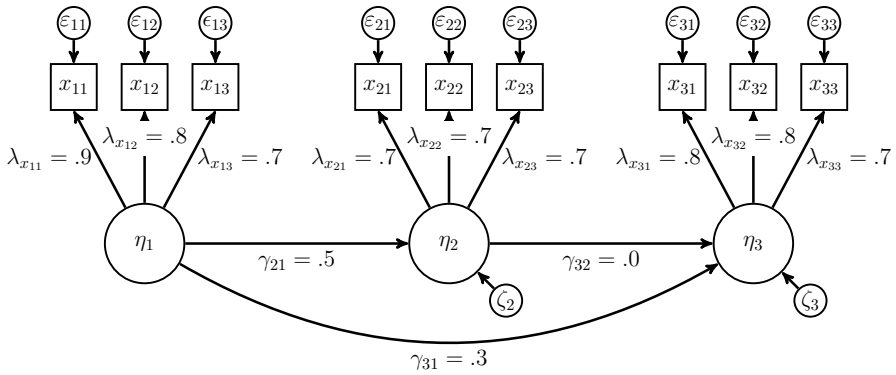 ε₁₁ ε₁₂ ϵ₁₃ ε₂₁ ε₂₂ ε₂₃ ε₃₁ ε₃₂ ε₃₃
x₁₁ x₁₂ x₁₃ x₂₁ x₂₂ x₂₃ x₃₁ x₃₂ x₃₃
λₓ₁₂ = .8 λₓ₂₂ = .7 λₓ₃₂ = .8
λₓ₁₁ = .9 λₓ₁₃ = .7 λₓ₂₁ = .7 λₓ₂₃ = .7 λₓ₃₁ = .8 λₓ₃₃ = .7
η₁ η₂ η₃
γ₂₁ = .5 γ₃₂ = .0
ζ₂ ζ₃
γ₃₁ = .3